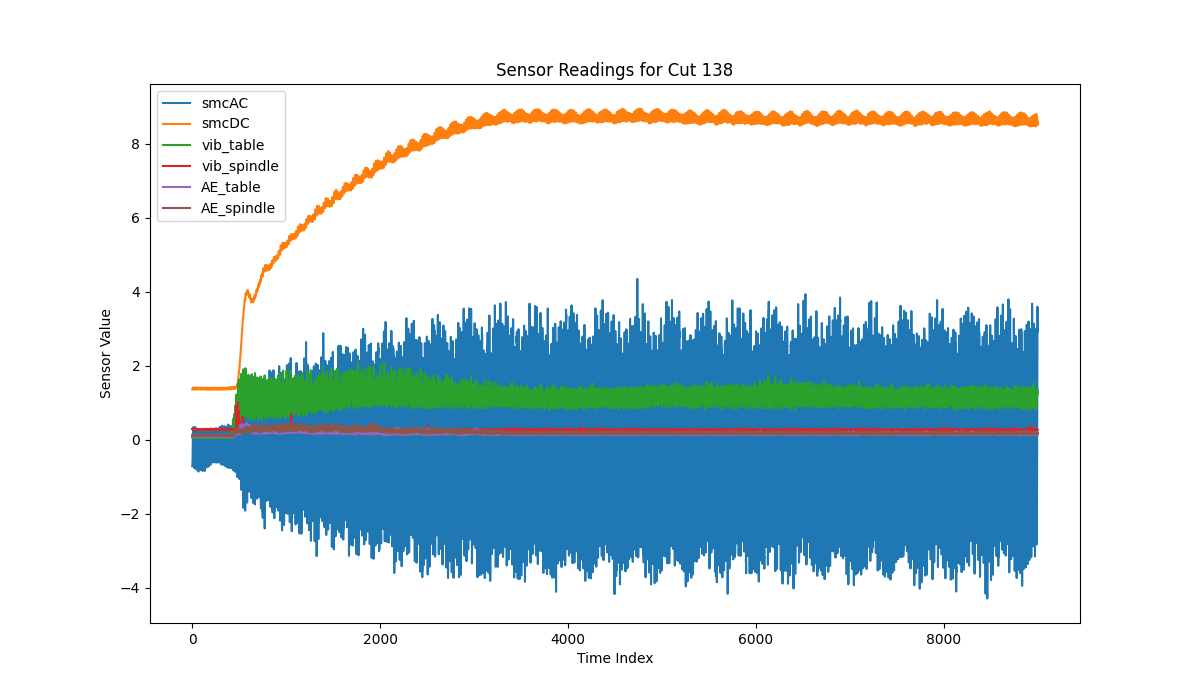 Sensor Readings for Cut 138
smcAC
smcDC
vib_table
vib_spindle
AE_table
AE_spindle
8
6
4
2
0
−2
−4
Sensor Value
0 2000 4000 6000 8000
Time Index